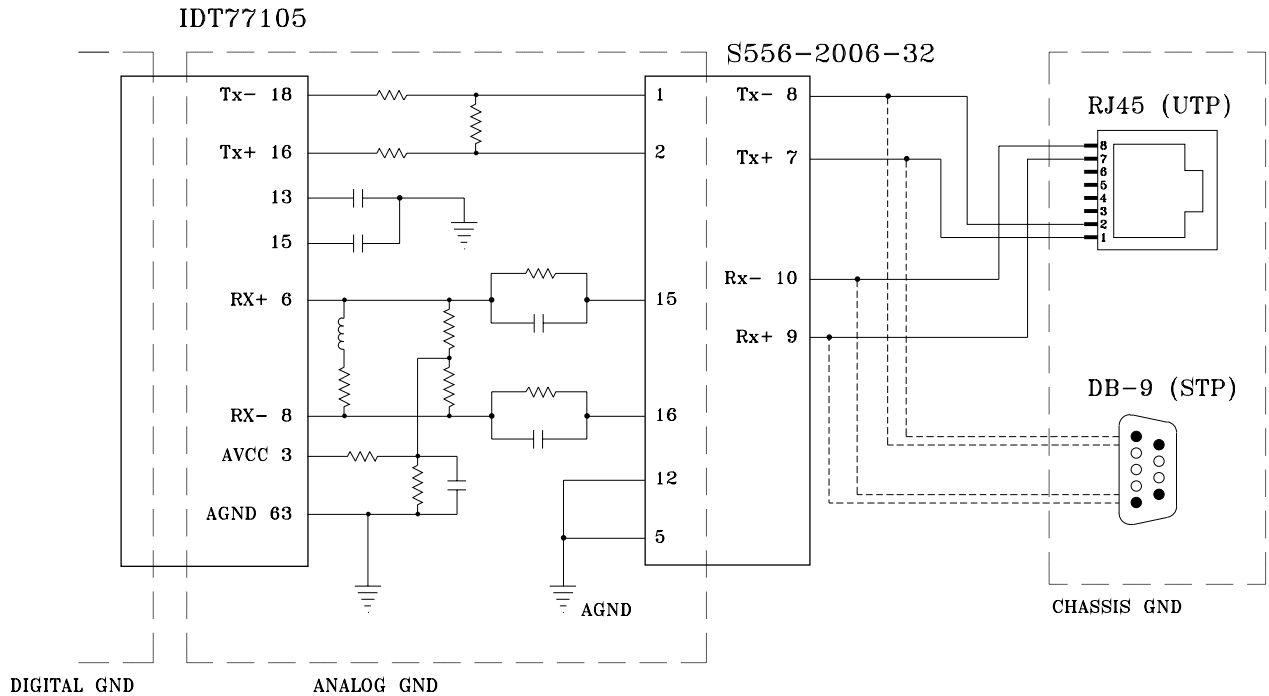 IDT77105
S556-2006-32
Tx- 18
Tx+ 16
13
15
RX+ 6
RX- 8
AVCC 3
AGND 63
1
2
15
16
12
5
Tx- 8
Tx+ 7
Rx- 10
Rx+ 9
RJ45 (UTP)
8
7
6
5
4
3
2
1
DB-9 (STP)
AGND
CHASSIS GND
DIGITAL GND
ANALOG GND